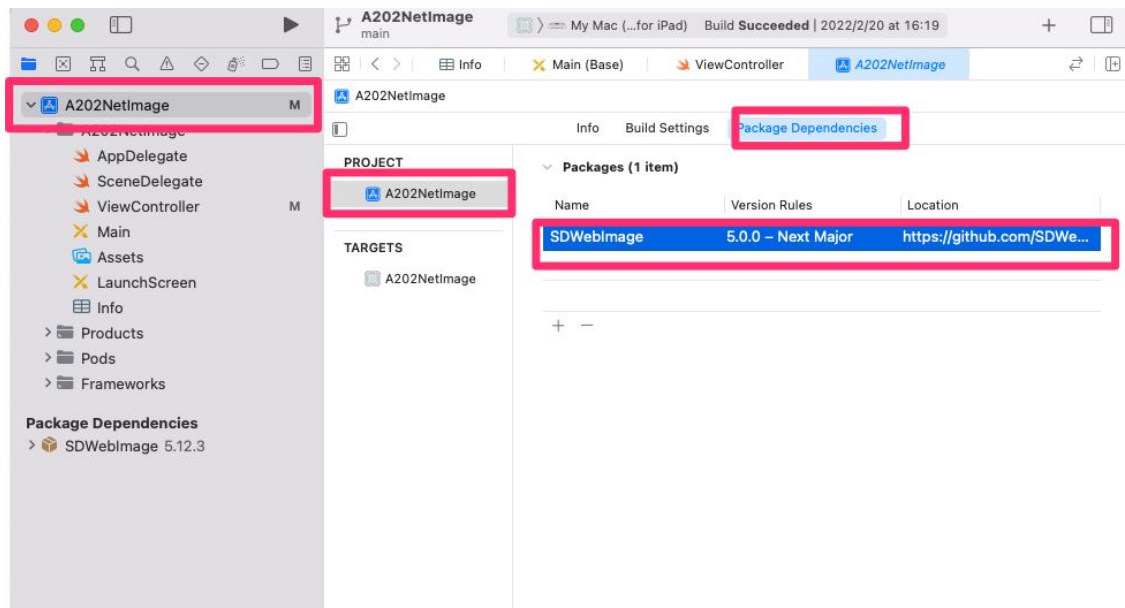 A202NetImage
main
My Mac (...for iPad) Build Succeeded | 2022/2/20 at 16:19
Info
Main (Base)
ViewController
A202NetImage
A202NetImage M
A202NetImage
AppDelegate
SceneDelegate
ViewController M
Main
Assets
LaunchScreen
Info
Products
Pods
Frameworks
Package Dependencies
SDWebImage 5.12.3
A202NetImage
Info Build Settings Package Dependencies
PROJECT
A202NetImage
TARGETS
A202NetImage
Packages (1 item)
Name Version Rules Location
SDWebImage 5.0.0 – Next Major https://github.com/SDWe...